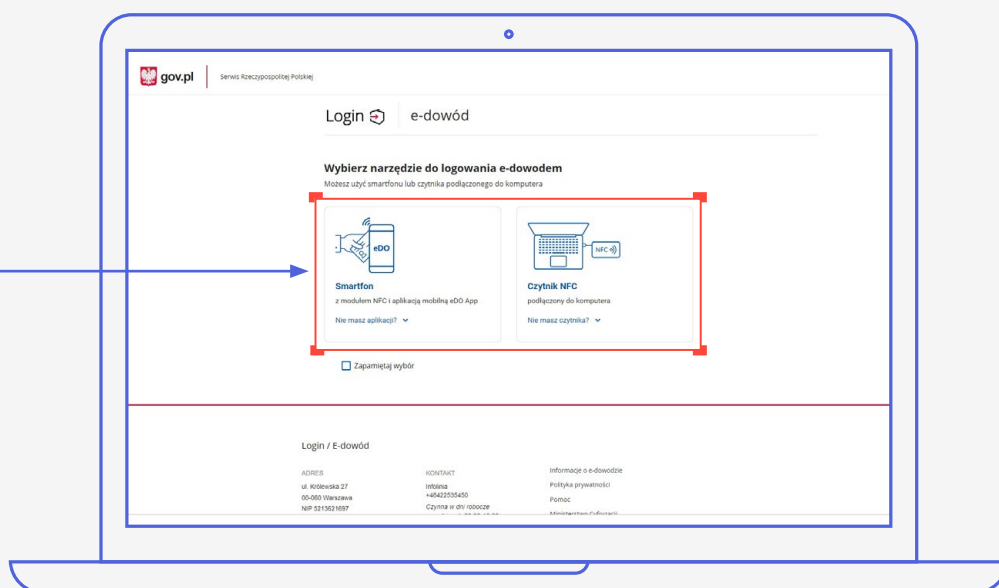 gov.pl
Serwis Rzeczypospolitej Polskiej
Login
e-dowód
Wybierz narzędzie do logowania e-dowodem
Możesz użyć smartfonu lub czytnika podłączonego do komputera
eDO
NFC
Smartfon
Czytnik NFC
z modułem NFC i aplikacją mobilną eDO App
podłączony do komputera
Nie masz aplikacji?
Nie masz czytnika?
Zapamiętaj wybór
Login / E-dowód
ADRES
ul. Królewska 27
00-060 Warszawa
NIP 5213621697
KONTAKT
Infolinia
+48422535450
Czynna w dni robocze
Informacje o e-dowodzie
Polityka prywatności
Pomoc
Ministerstwo Cyfryzacji